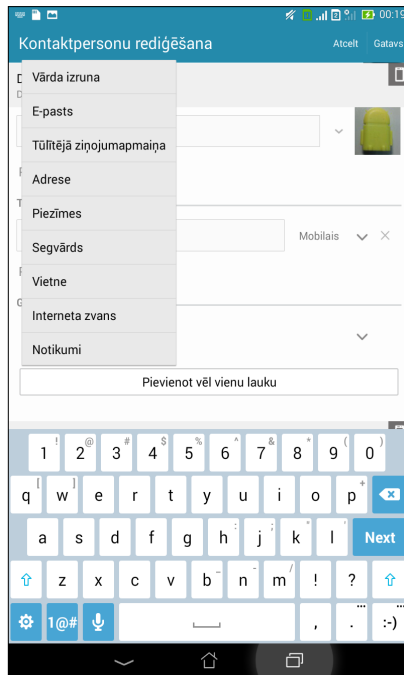 00:19
Kontaktpersonu rediģēšana
Atcelt
Gatavs
Vārda izruna
E-pasts
Tūlītējā ziņojumapmaiņa
Adrese
Piezīmes
Segvārds
Vietne
Interneta zvans
Notikumi
Mobilais
Pievienot vēl vienu lauku
1 ! 2 @ 3 # 4 $ 5 % 6 ^ 7 & 8 * 9 ( 0 )
q [ w ] e r t y u i o p +
a s d f g h : j ; k " l ' Next
z x c v b _ n - m / ! ?
1@# , . ... :-) ...